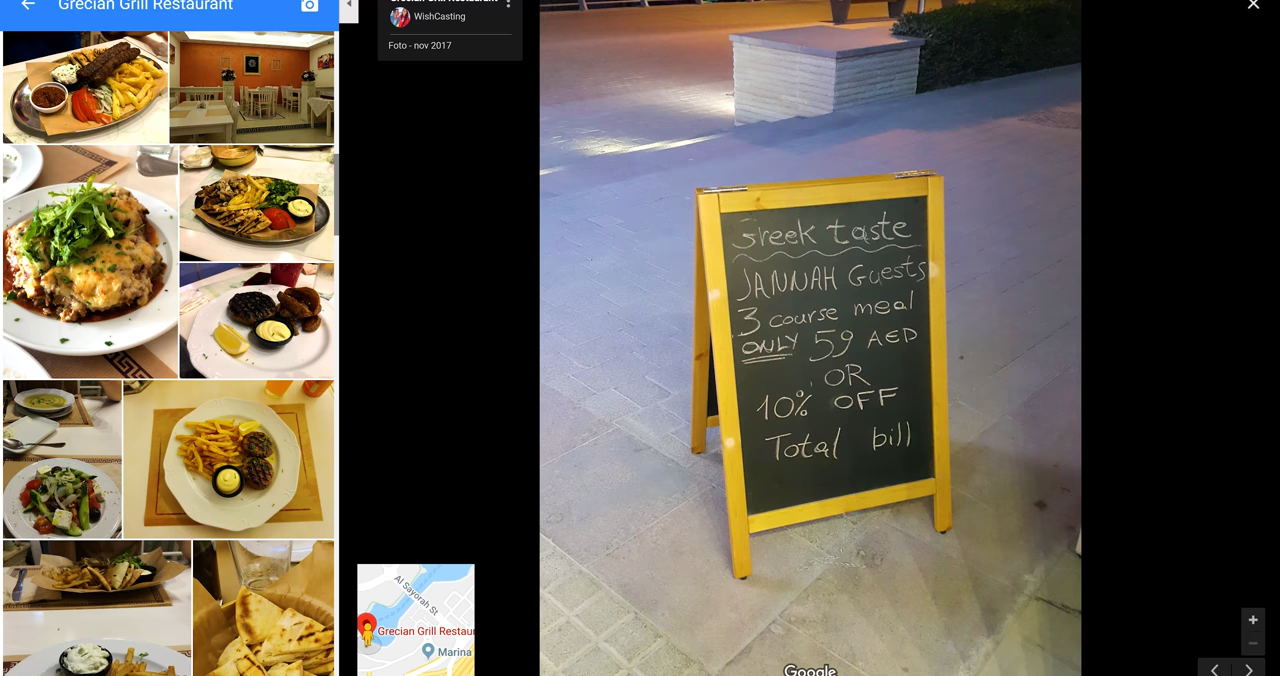 Grecian Grill Restaurant
WishCasting
Foto - nov 2017
Greek taste
JANNAH Guests
3 course meal
ONLY 59 AED
OR
10% OFF
Total bill
Al Sayorah St
Grecian Grill Restaur
Marina
Google